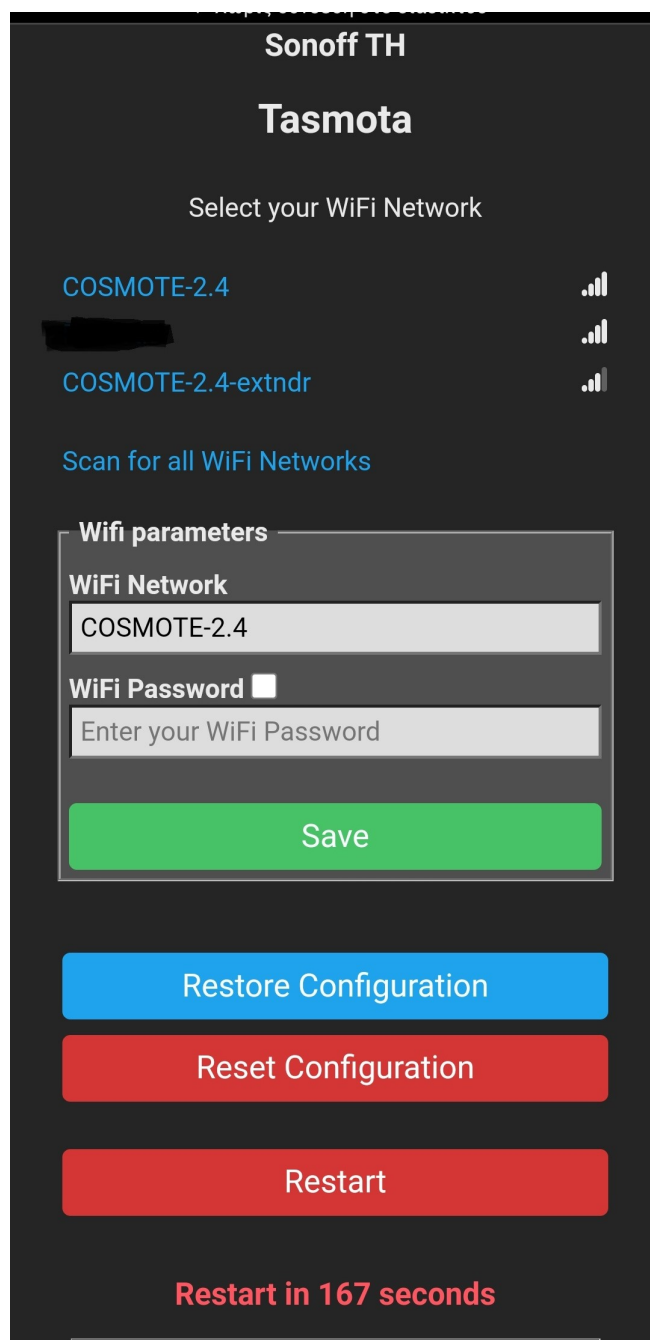 Sonoff TH
Tasmota
Select your WiFi Network
COSMOTE-2.4
COSMOTE-2.4-extndr
Scan for all WiFi Networks
Wifi parameters
WiFi Network
COSMOTE-2.4
WiFi Password
Enter your WiFi Password
Save
Restore Configuration
Reset Configuration
Restart
Restart in 167 seconds